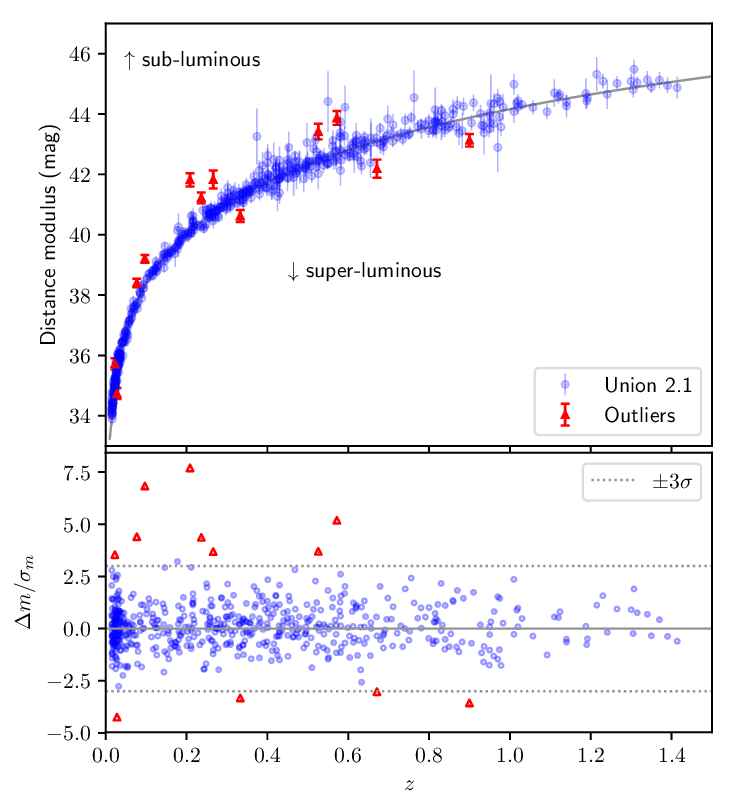 46
↑ sub-luminous
44
42
40
↓ super-luminous
38
36
34
Distance modulus (mag)
Union 2.1
Outliers
7.5
±3σ
5.0
2.5
0.0
−2.5
−5.0
Δm/σm
0.0 0.2 0.4 0.6 0.8 1.0 1.2 1.4
z